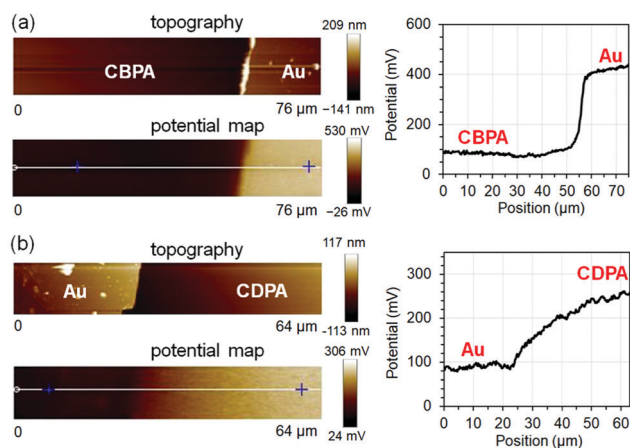 (a)
topography
CBPA
Au
0
76 µm
209 nm
−141 nm
potential map
0
76 µm
530 mV
−26 mV
Potential (mV)
600
400
200
0
CBPA
Au
0 10 20 30 40 50 60 70
Position (µm)
(b)
topography
Au
CDPA
0
64 µm
117 nm
-113 nm
potential map
0
64 µm
306 mV
24 mV
Potential (mV)
300
200
100
0
Au
CDPA
0 10 20 30 40 50 60
Position (µm)